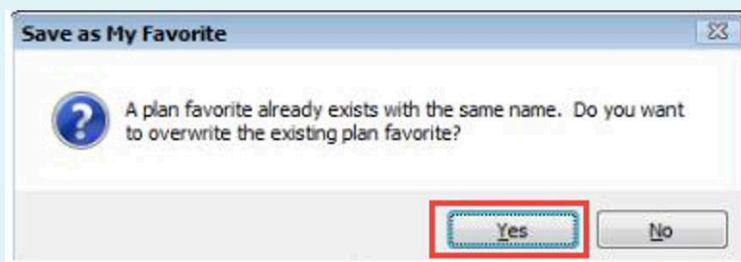 Save as My Favorite
A plan favorite already exists with the same name. Do you want
to overwrite the existing plan favorite?
Yes
No